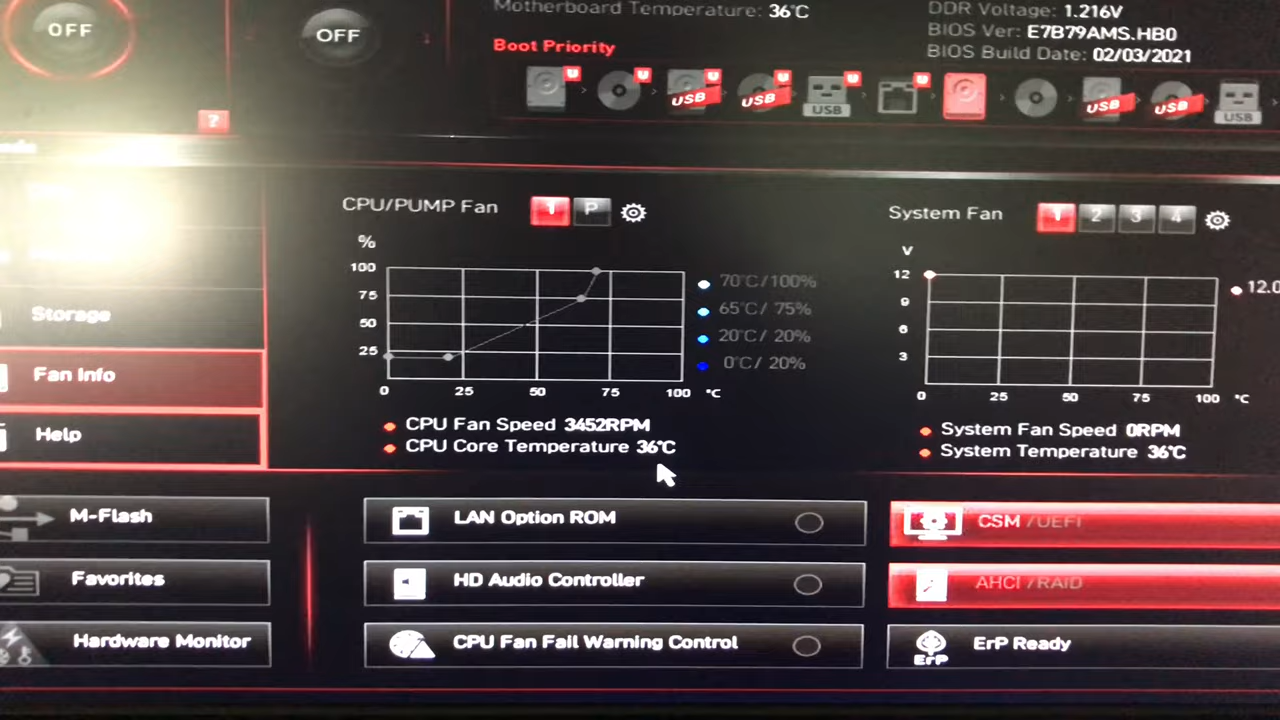 OFF
OFF
Motherboard Temperature: 36°C
DDR Voltage: 1.216V
BIOS Ver: E7B79AMS.HB0
BIOS Build Date: 02/03/2021
Boot Priority
U U U U U U
USB USB USB USB USB USB
?
CPU/PUMP Fan 1 P
%
100
75
50
25
0 25 50 75 100 °C
70°C/100%
65°C/ 75%
20°C/ 20%
0°C/ 20%
CPU Fan Speed 3452RPM
CPU Core Temperature 36°C
System Fan 1 2 3 4
V
12
9
6
3
0 25 50 75 100 °C
12.0
System Fan Speed 0RPM
System Temperature 36°C
Storage
Fan Info
Help
M-Flash
Favorites
Hardware Monitor
LAN Option ROM
HD Audio Controller
CPU Fan Fail Warning Control
CSM /UEFI
AHCI /RAID
ErP ErP Ready